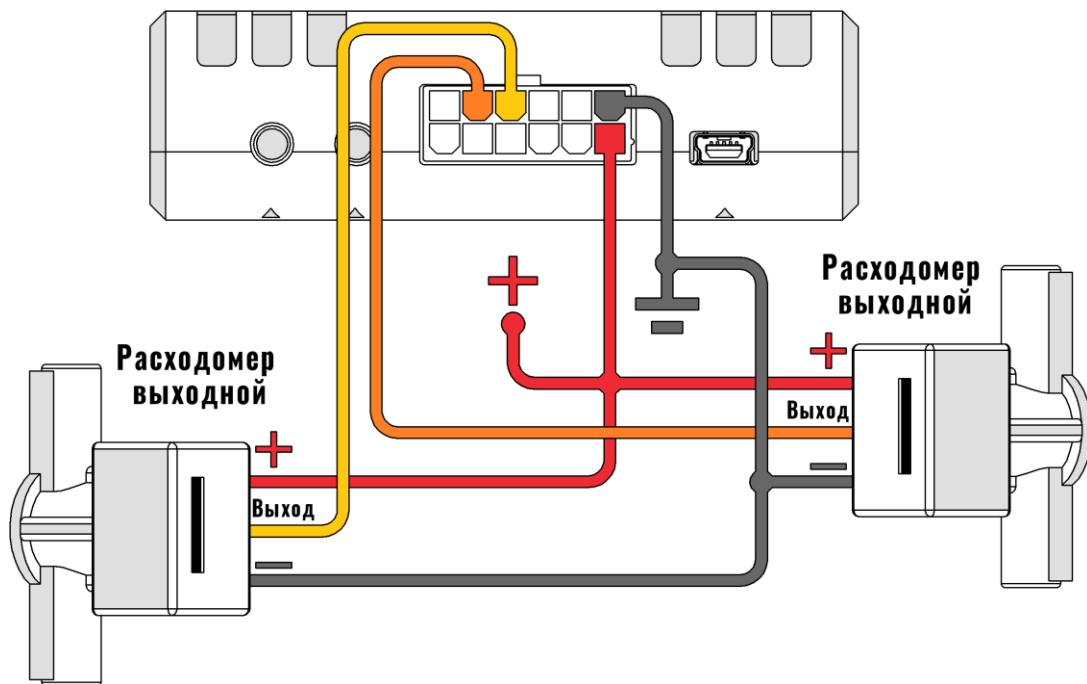 Расходомер
выходной
+
Выход
−
+
−
Расходомер
выходной
+
Выход
−